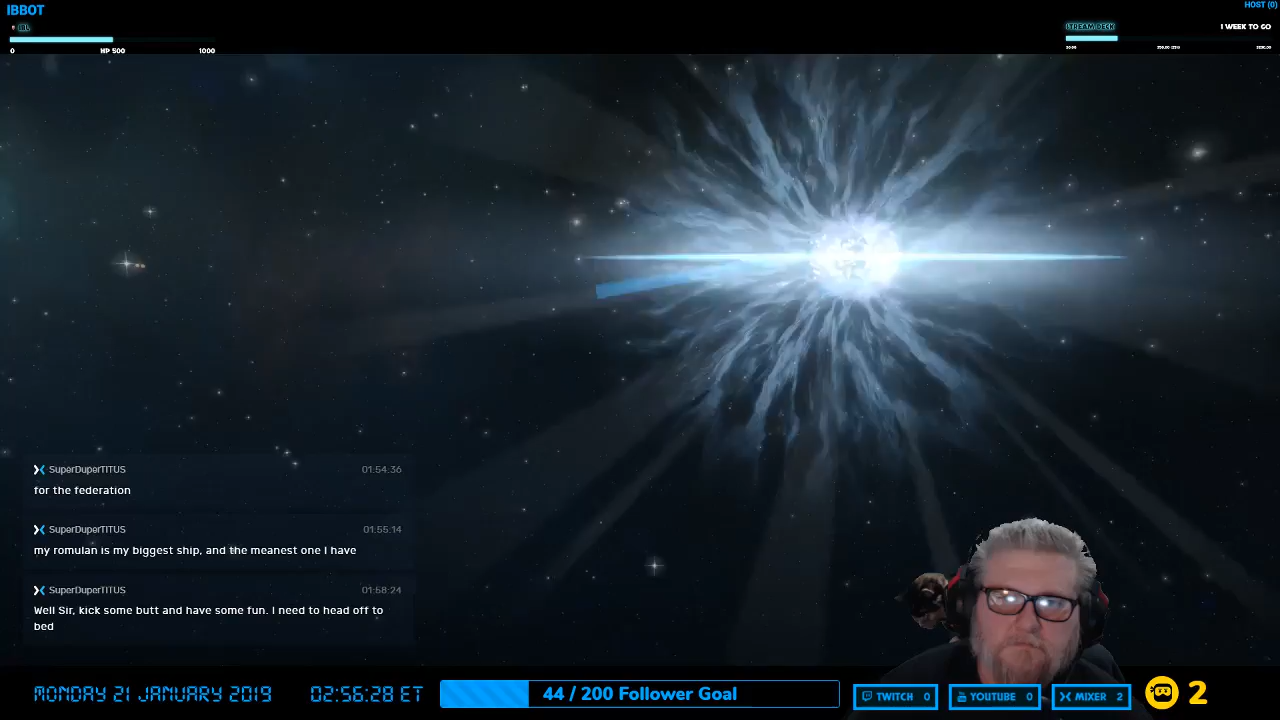 IBBOT
HOST (0)
IBL
STREAM DECK
1 WEEK TO GO
0
HP 500
1000
SuperDuperTITUS
01:54:36
for the federation
SuperDuperTITUS
01:55:14
my romulan is my biggest ship, and the meanest one I have
SuperDuperTITUS
01:58:24
Well Sir, kick some butt and have some fun. I need to head off to
bed
MONDAY 21 JANUARY 2019
02:56:28 ET
44 / 200 Follower Goal
TWITCH 0
YOUTUBE 0
MIXER 2
2